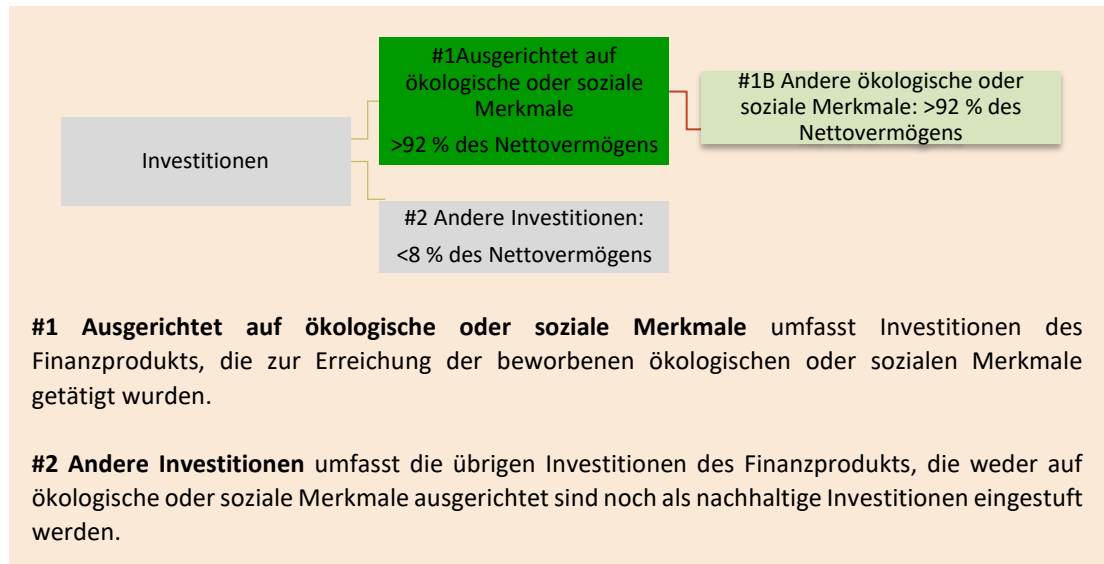 #1Ausgerichtet auf
ökologische oder soziale
Merkmale
>92 % des Nettovermögens
#1B Andere ökologische oder
soziale Merkmale: >92 % des
Nettovermögens
Investitionen
#2 Andere Investitionen:
<8 % des Nettovermögens
#1 Ausgerichtet auf ökologische oder soziale Merkmale umfasst Investitionen des
Finanzprodukts, die zur Erreichung der beworbenen ökologischen oder sozialen Merkmale
getätigt wurden.
#2 Andere Investitionen umfasst die übrigen Investitionen des Finanzprodukts, die weder auf
ökologische oder soziale Merkmale ausgerichtet sind noch als nachhaltige Investitionen eingestuft
werden.